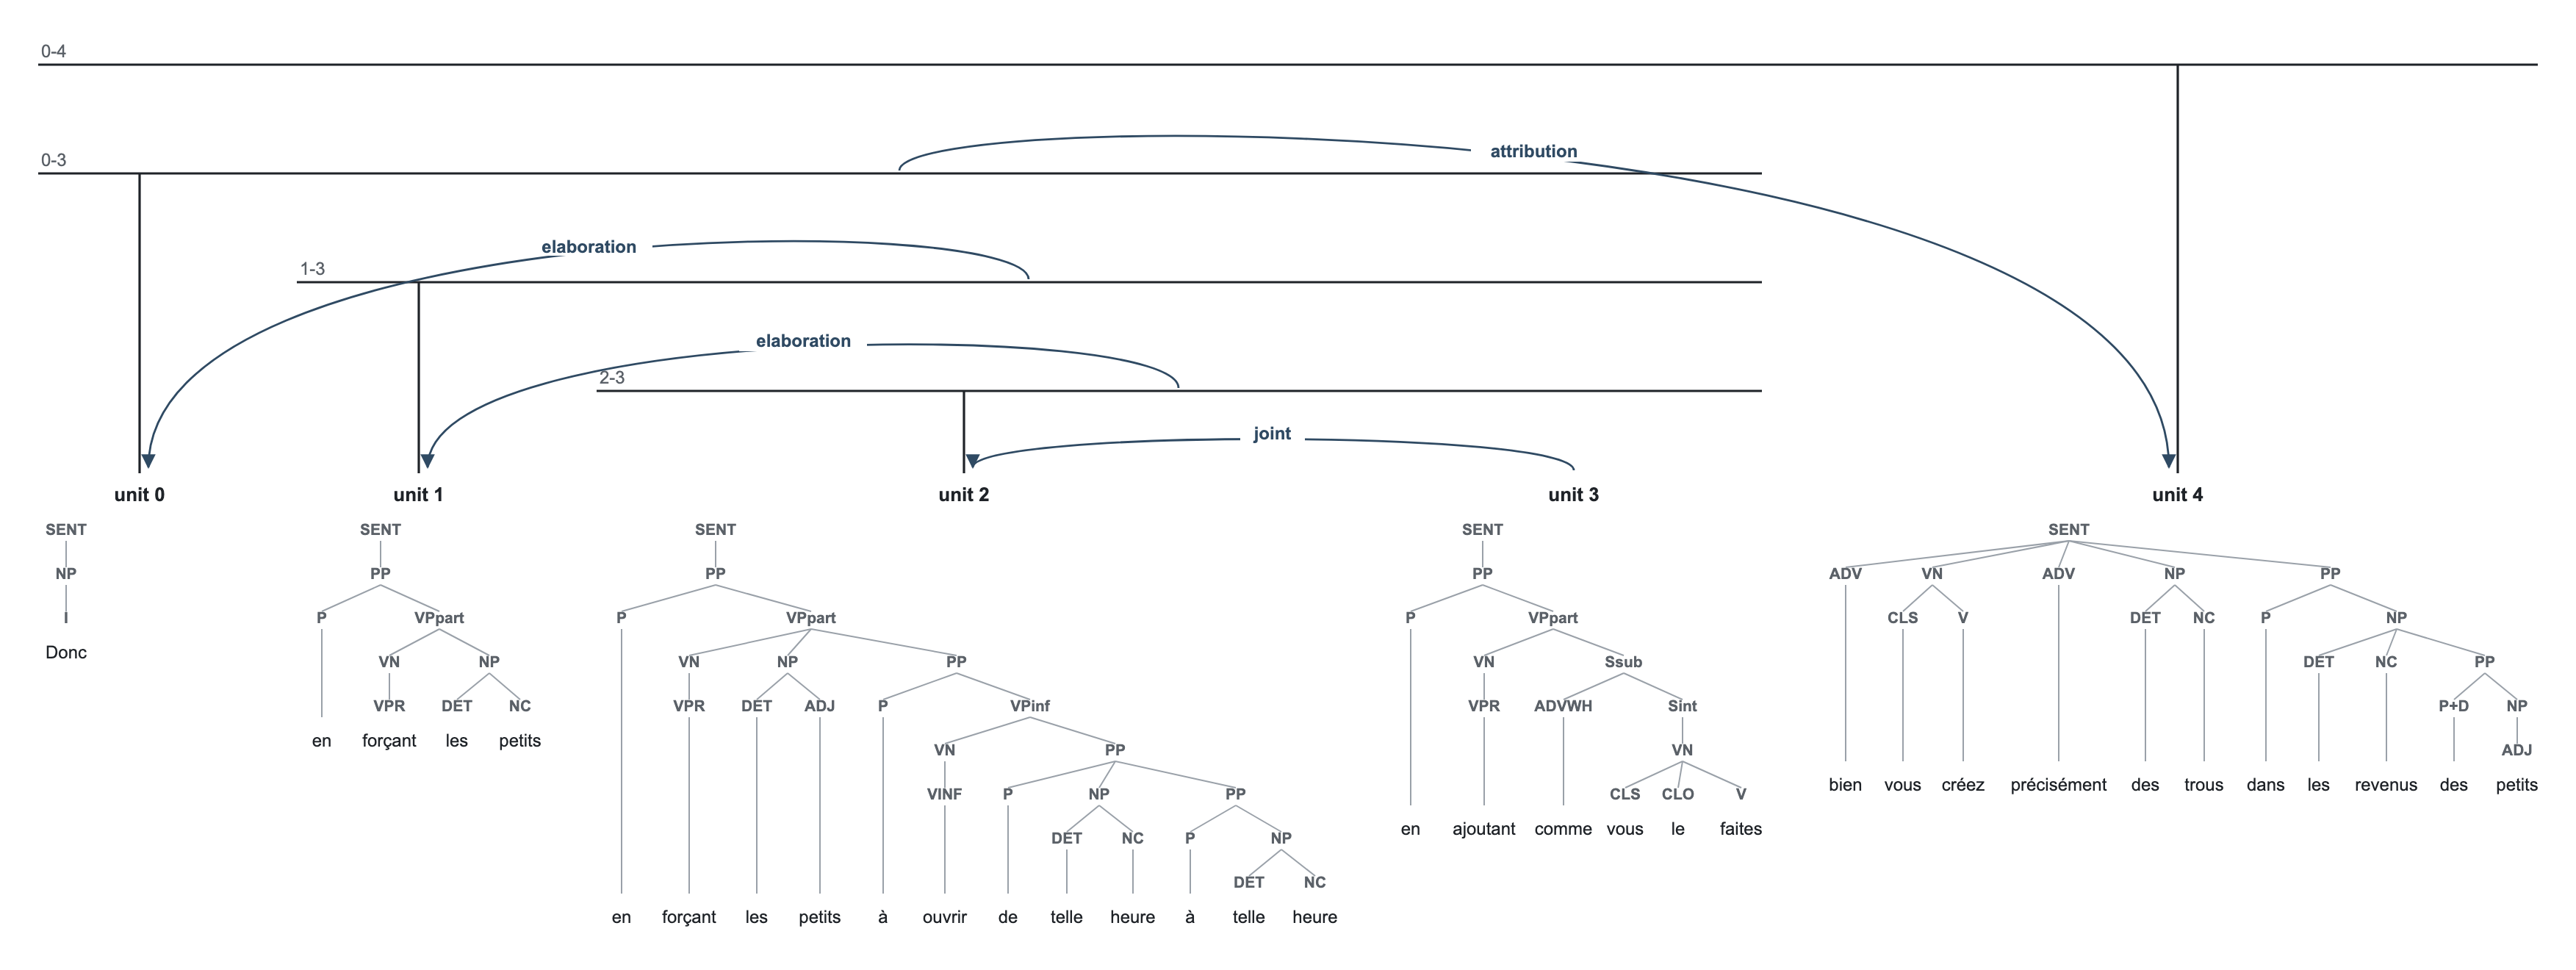 0-4
0-3
attribution
elaboration
1-3
elaboration
2-3
joint
unit 0 unit 1 unit 2 unit 3 unit 4
SENT SENT SENT SENT SENT
NP PP PP PP ADV VN ADV NP PP
I P VPpart P VPpart P VPpart CLS V DET NC P NP
Donc VN NP VN NP PP VN Ssub DET NC PP
VPR DET NC VPR DET ADJ P VPinf VPR ADVWH Sint P+D NP
en forçant les petits VN PP VN ADJ
bien vous créez précisément des trous dans les revenus des petits
VINF P NP PP CLS CLO V
en ajoutant comme vous le faites
DET NC P NP
DET NC
en forçant les petits à ouvrir de telle heure à telle heure